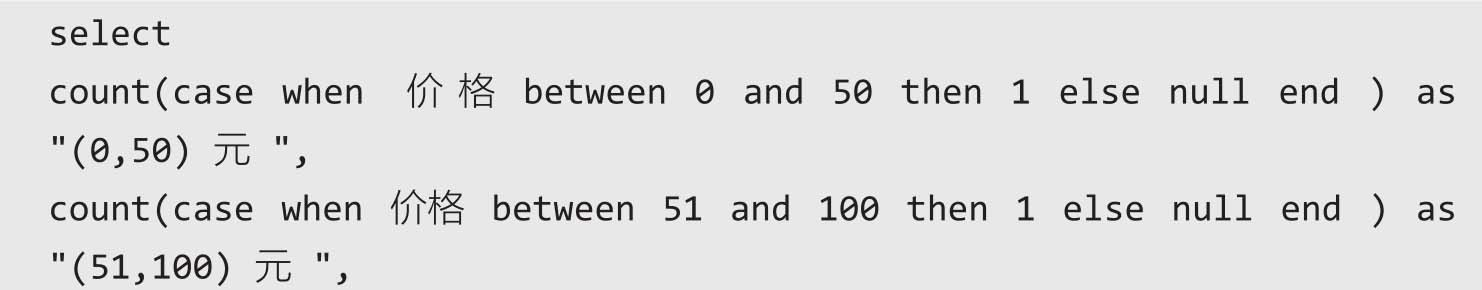 select
count(case when 价格 between 0 and 50 then 1 else null end ) as
"(0,50) 元 ",
count(case when 价格 between 51 and 100 then 1 else null end ) as
"(51,100) 元 ",